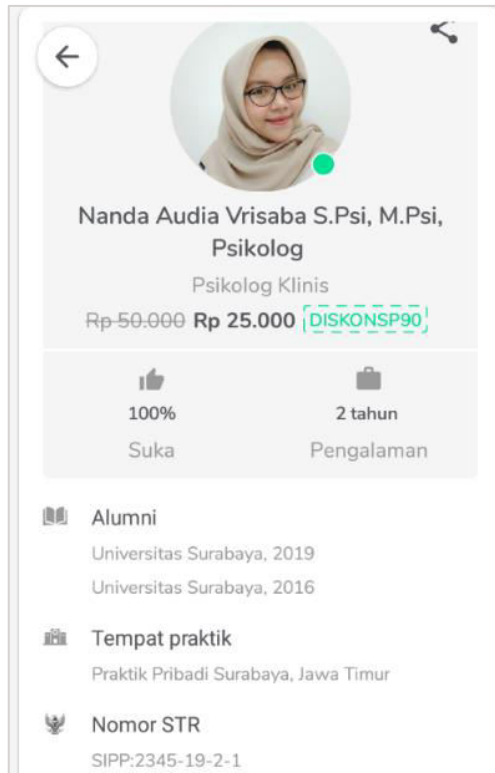 Nanda Audia Vrisaba S.Psi, M.Psi,
Psikolog
Psikolog Klinis
Rp 50.000 Rp 25.000 DISKONSP90
100%
Suka
2 tahun
Pengalaman
Alumni
Universitas Surabaya, 2019
Universitas Surabaya, 2016
Tempat praktik
Praktik Pribadi Surabaya, Jawa Timur
Nomor STR
SIPP:2345-19-2-1